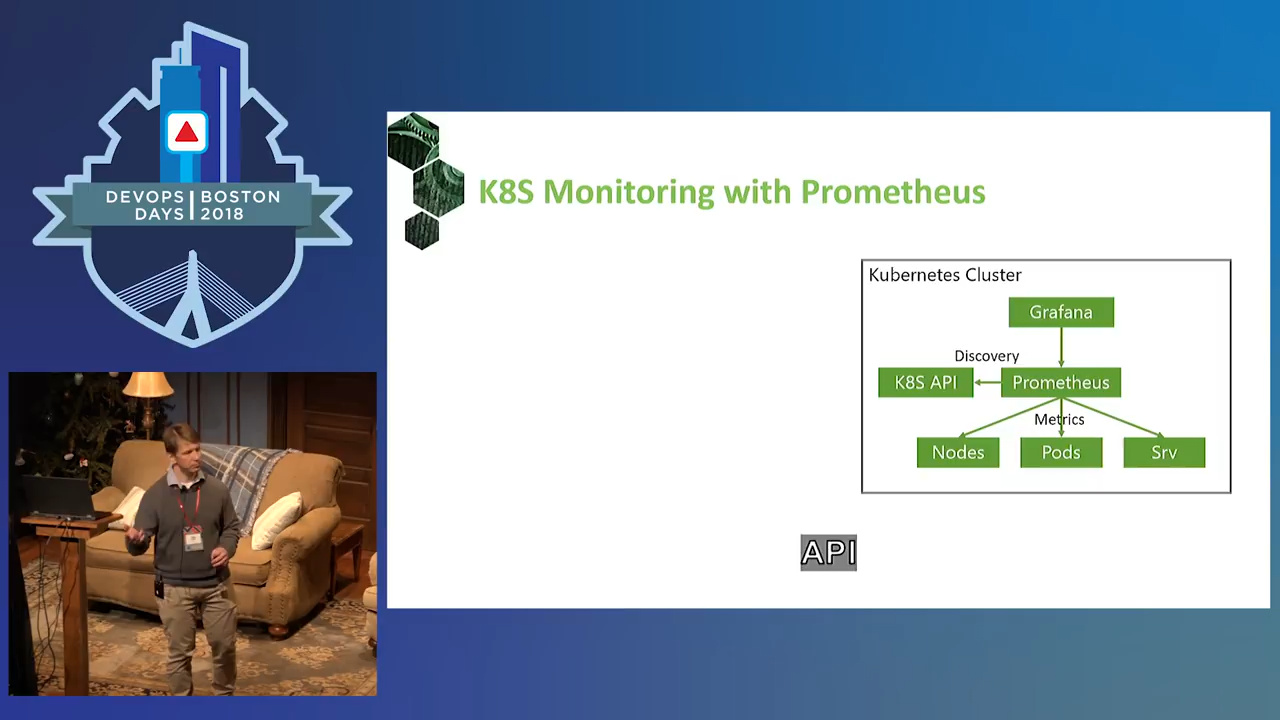 DEVOPS BOSTON
DAYS 2018
K8S Monitoring with Prometheus
Kubernetes Cluster
Grafana
Discovery
K8S API
Prometheus
Metrics
Nodes
Pods
Srv
API